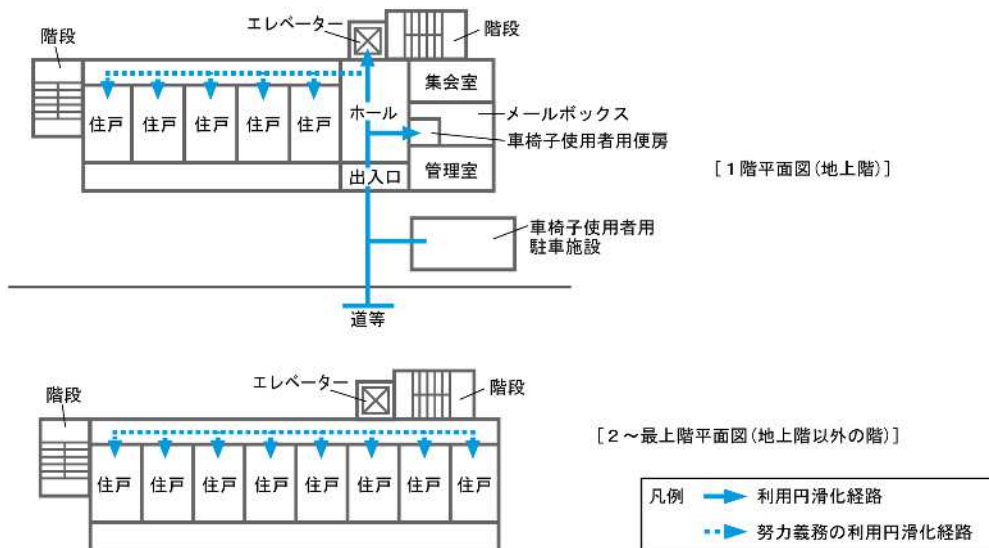 エレベーター
階段
階段
集会室
ホール
メールボックス
住戸 住戸 住戸 住戸 住戸
車椅子使用者用便房
[1階平面図(地上階)]
管理室
出入口
車椅子使用者用
駐車施設
道等
エレベーター
階段
階段
[2～最上階平面図(地上階以外の階)]
住戸 住戸 住戸 住戸 住戸 住戸 住戸 住戸
凡例 利用円滑化経路
努力義務の利用円滑化経路